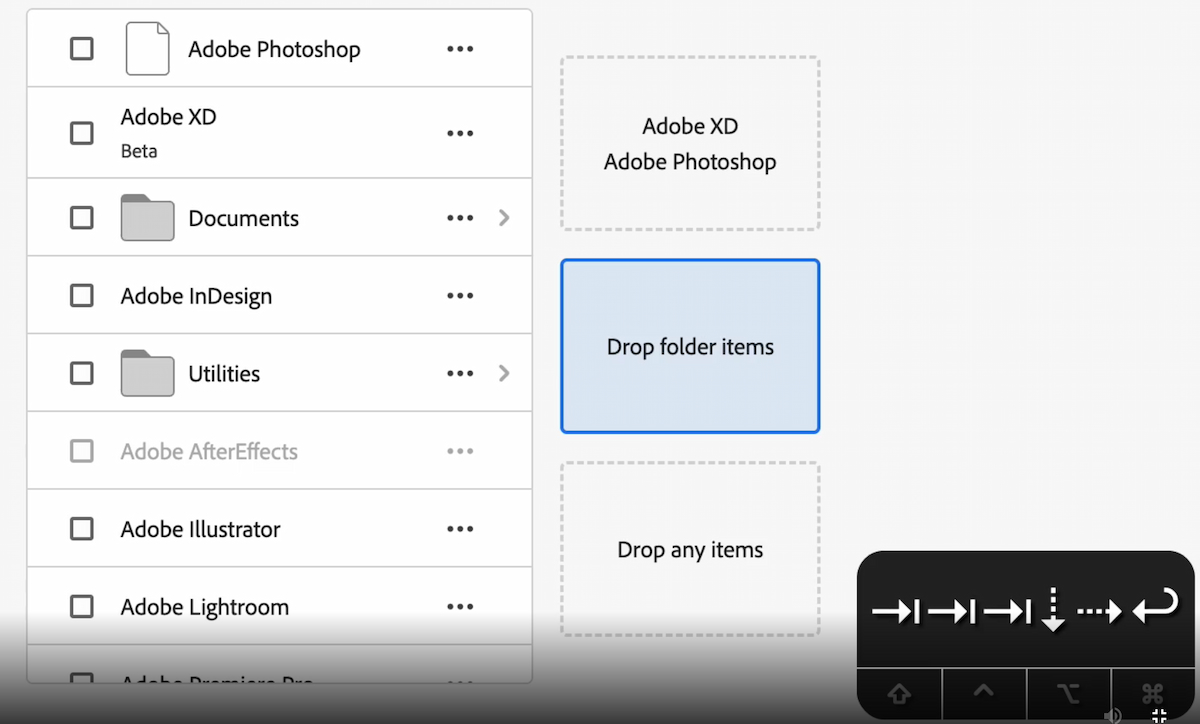 Adobe Photoshop
Adobe XD
Beta
Documents
Adobe InDesign
Utilities
Adobe AfterEffects
Adobe Illustrator
Adobe Lightroom
Adobe Premiere Pro
Adobe XD
Adobe Photoshop
Drop folder items
Drop any items